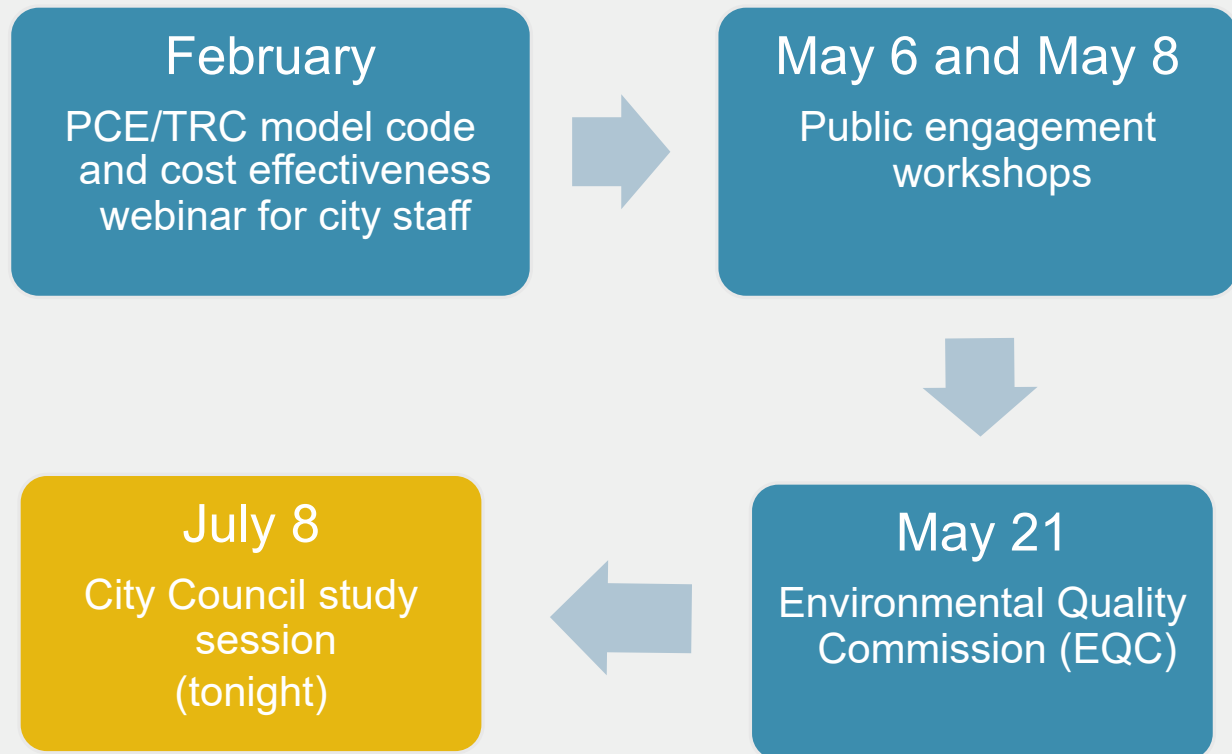 February
PCE/TRC model code
and cost effectiveness
webinar for city staff
May 6 and May 8
Public engagement
workshops
May 21
Environmental Quality
Commission (EQC)
July 8
City Council study
session
(tonight)